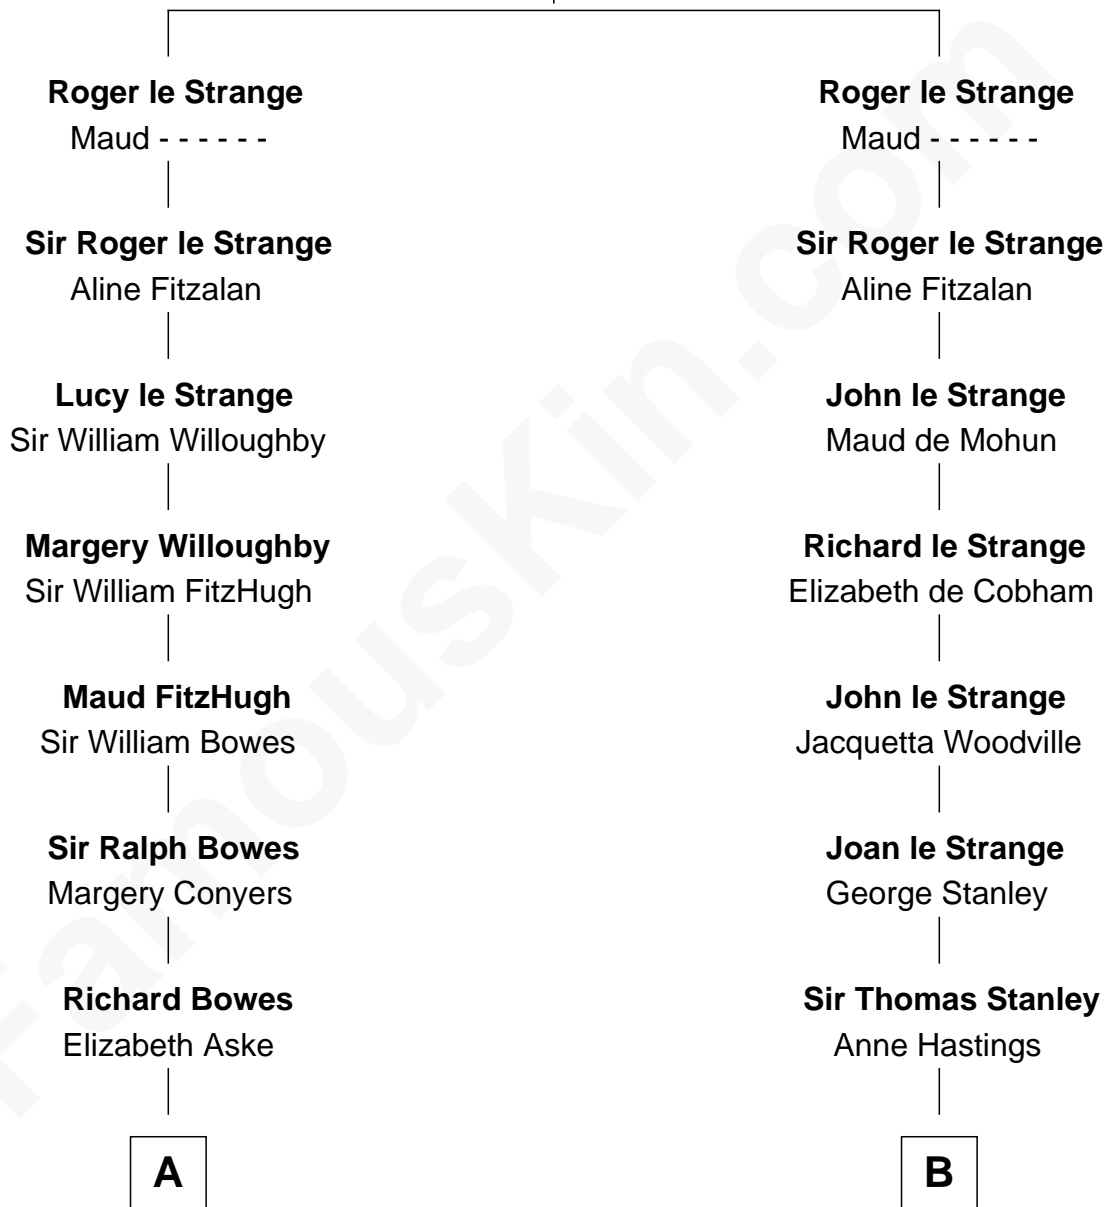 Roger le Strange
Maud - - - - - -
Sir Roger le Strange
Aline Fitzalan
Lucy le Strange
Sir William Willoughby
Margery Willoughby
Sir William FitzHugh
Maud FitzHugh
Sir William Bowes
Sir Ralph Bowes
Margery Conyers
Richard Bowes
Elizabeth Aske
A
Roger le Strange
Maud - - - - - -
Sir Roger le Strange
Aline Fitzalan
John le Strange
Maud de Mohun
Richard le Strange
Elizabeth de Cobham
John le Strange
Jacquetta Woodville
Joan le Strange
George Stanley
Sir Thomas Stanley
Anne Hastings
B
FamousKin.com